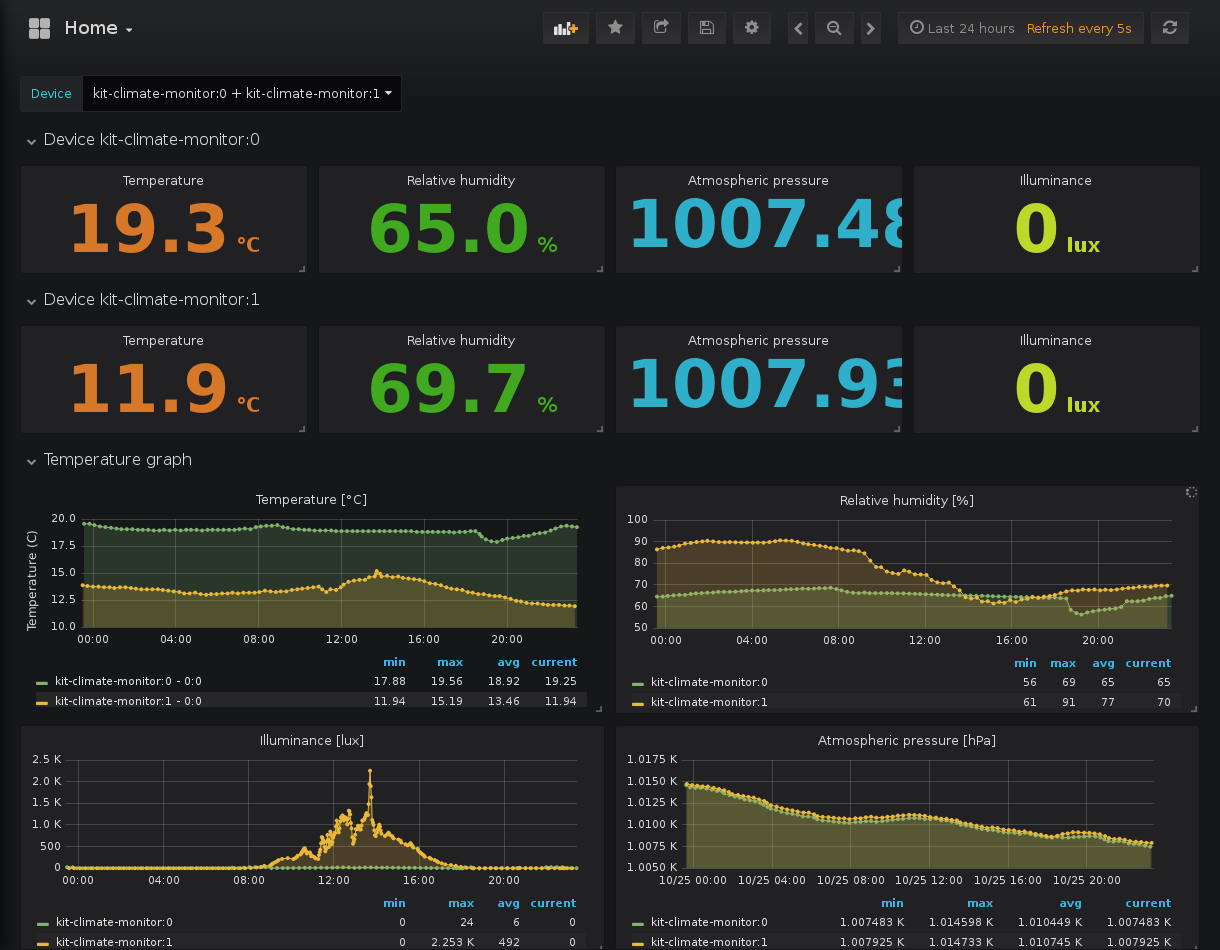 Home
Last 24 hours Refresh every 5s
Device kit-climate-monitor:0 + kit-climate-monitor:1
Device kit-climate-monitor:0
Temperature Relative humidity Atmospheric pressure Illuminance
19.3 °C 65.0 % 1007.48 0 lux
Device kit-climate-monitor:1
Temperature Relative humidity Atmospheric pressure Illuminance
11.9 °C 69.7 % 1007.93 0 lux
Temperature graph
Temperature [°C]
Temperature (C)
20.0
17.5
15.0
12.5
10.0
00:00 04:00 08:00 12:00 16:00 20:00
min max avg current
kit-climate-monitor:0 - 0:0 17.88 19.56 18.92 19.25
kit-climate-monitor:1 - 0:0 11.94 15.19 13.46 11.94
Relative humidity [%]
100
90
80
70
60
50
00:00 04:00 08:00 12:00 16:00 20:00
min max avg current
kit-climate-monitor:0 56 69 65 65
kit-climate-monitor:1 61 91 77 70
Illuminance [lux]
2.5 K
2.0 K
1.5 K
1.0 K
500
0
00:00 04:00 08:00 12:00 16:00 20:00
min max avg current
kit-climate-monitor:0 0 24 6 0
kit-climate-monitor:1 0 2.253 K 492 0
Atmospheric pressure [hPa]
1.0175 K
1.0150 K
1.0125 K
1.0100 K
1.0075 K
1.0050 K
10/25 00:00 10/25 04:00 10/25 08:00 10/25 12:00 10/25 16:00 10/25 20:00
min max avg current
kit-climate-monitor:0 1.007483 K 1.014598 K 1.010449 K 1.007483 K
kit-climate-monitor:1 1.007925 K 1.014733 K 1.010745 K 1.007925 K